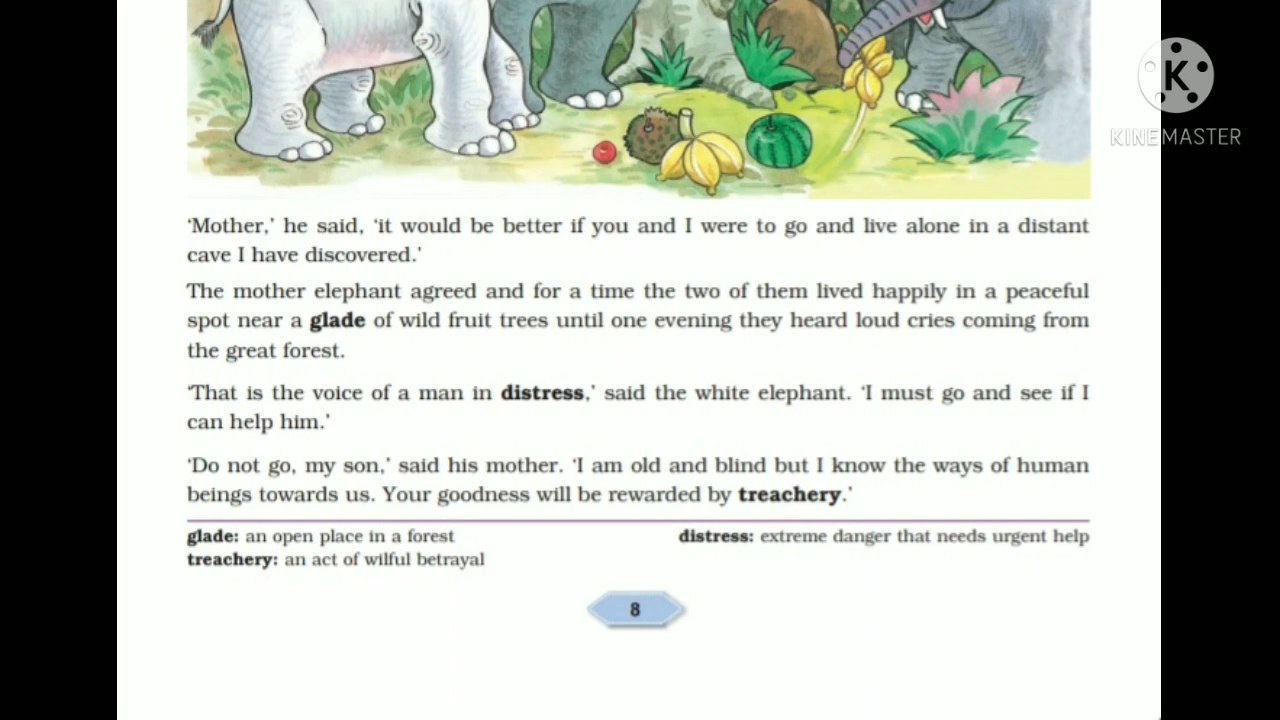 KINEMASTER
‘Mother,’ he said, ‘it would be better if you and I were to go and live alone in a distant
cave I have discovered.’
The mother elephant agreed and for a time the two of them lived happily in a peaceful
spot near a glade of wild fruit trees until one evening they heard loud cries coming from
the great forest.
‘That is the voice of a man in distress,’ said the white elephant. ‘I must go and see if I
can help him.’
‘Do not go, my son,’ said his mother. ‘I am old and blind but I know the ways of human
beings towards us. Your goodness will be rewarded by treachery.’
glade: an open place in a forest
distress: extreme danger that needs urgent help
treachery: an act of wilful betrayal
8